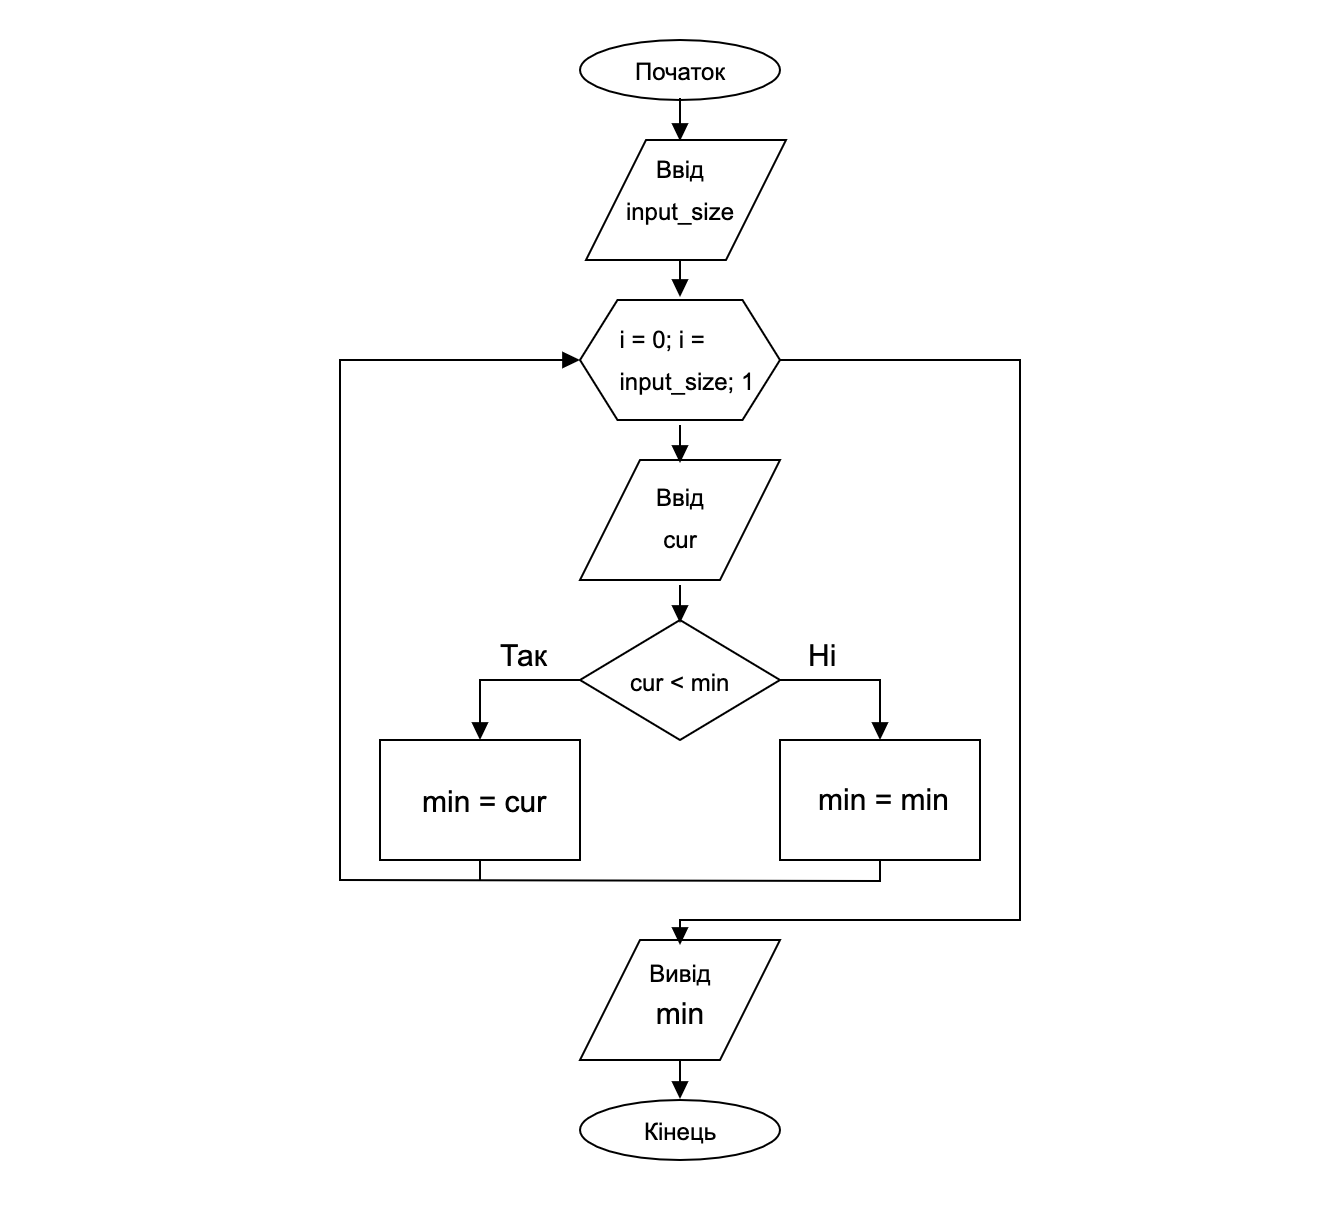 Початок
Ввід
input_size
i = 0; i =
input_size; 1
Ввід
cur
Так
Ні
cur < min
min = cur
min = min
Вивід
min
Кінець